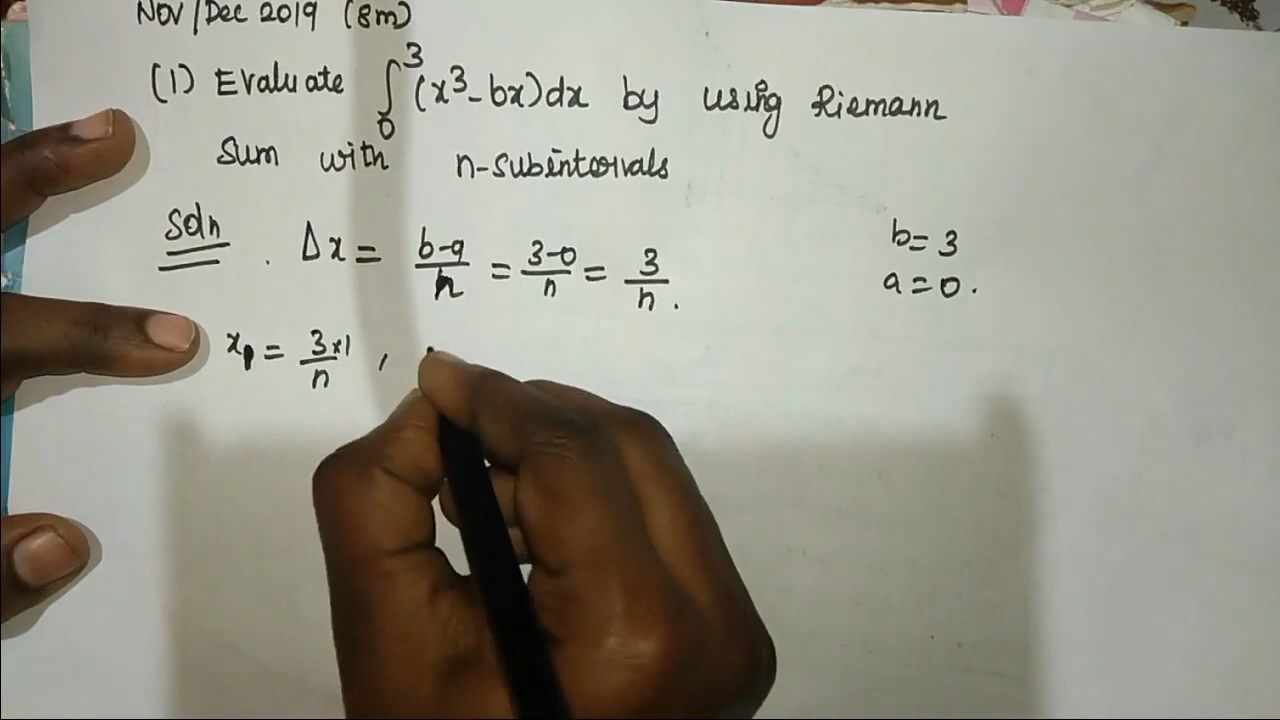 Nov/Dec 2019 (8m)
(1) Evaluate ∫₀³ (x³ - 6x) dx by using Riemann
Sum with n-subintervals
Soln . Δx = b-a/n = 3-0/n = 3/n .
b = 3
a = 0 .
x₁ = 3×1/n ,